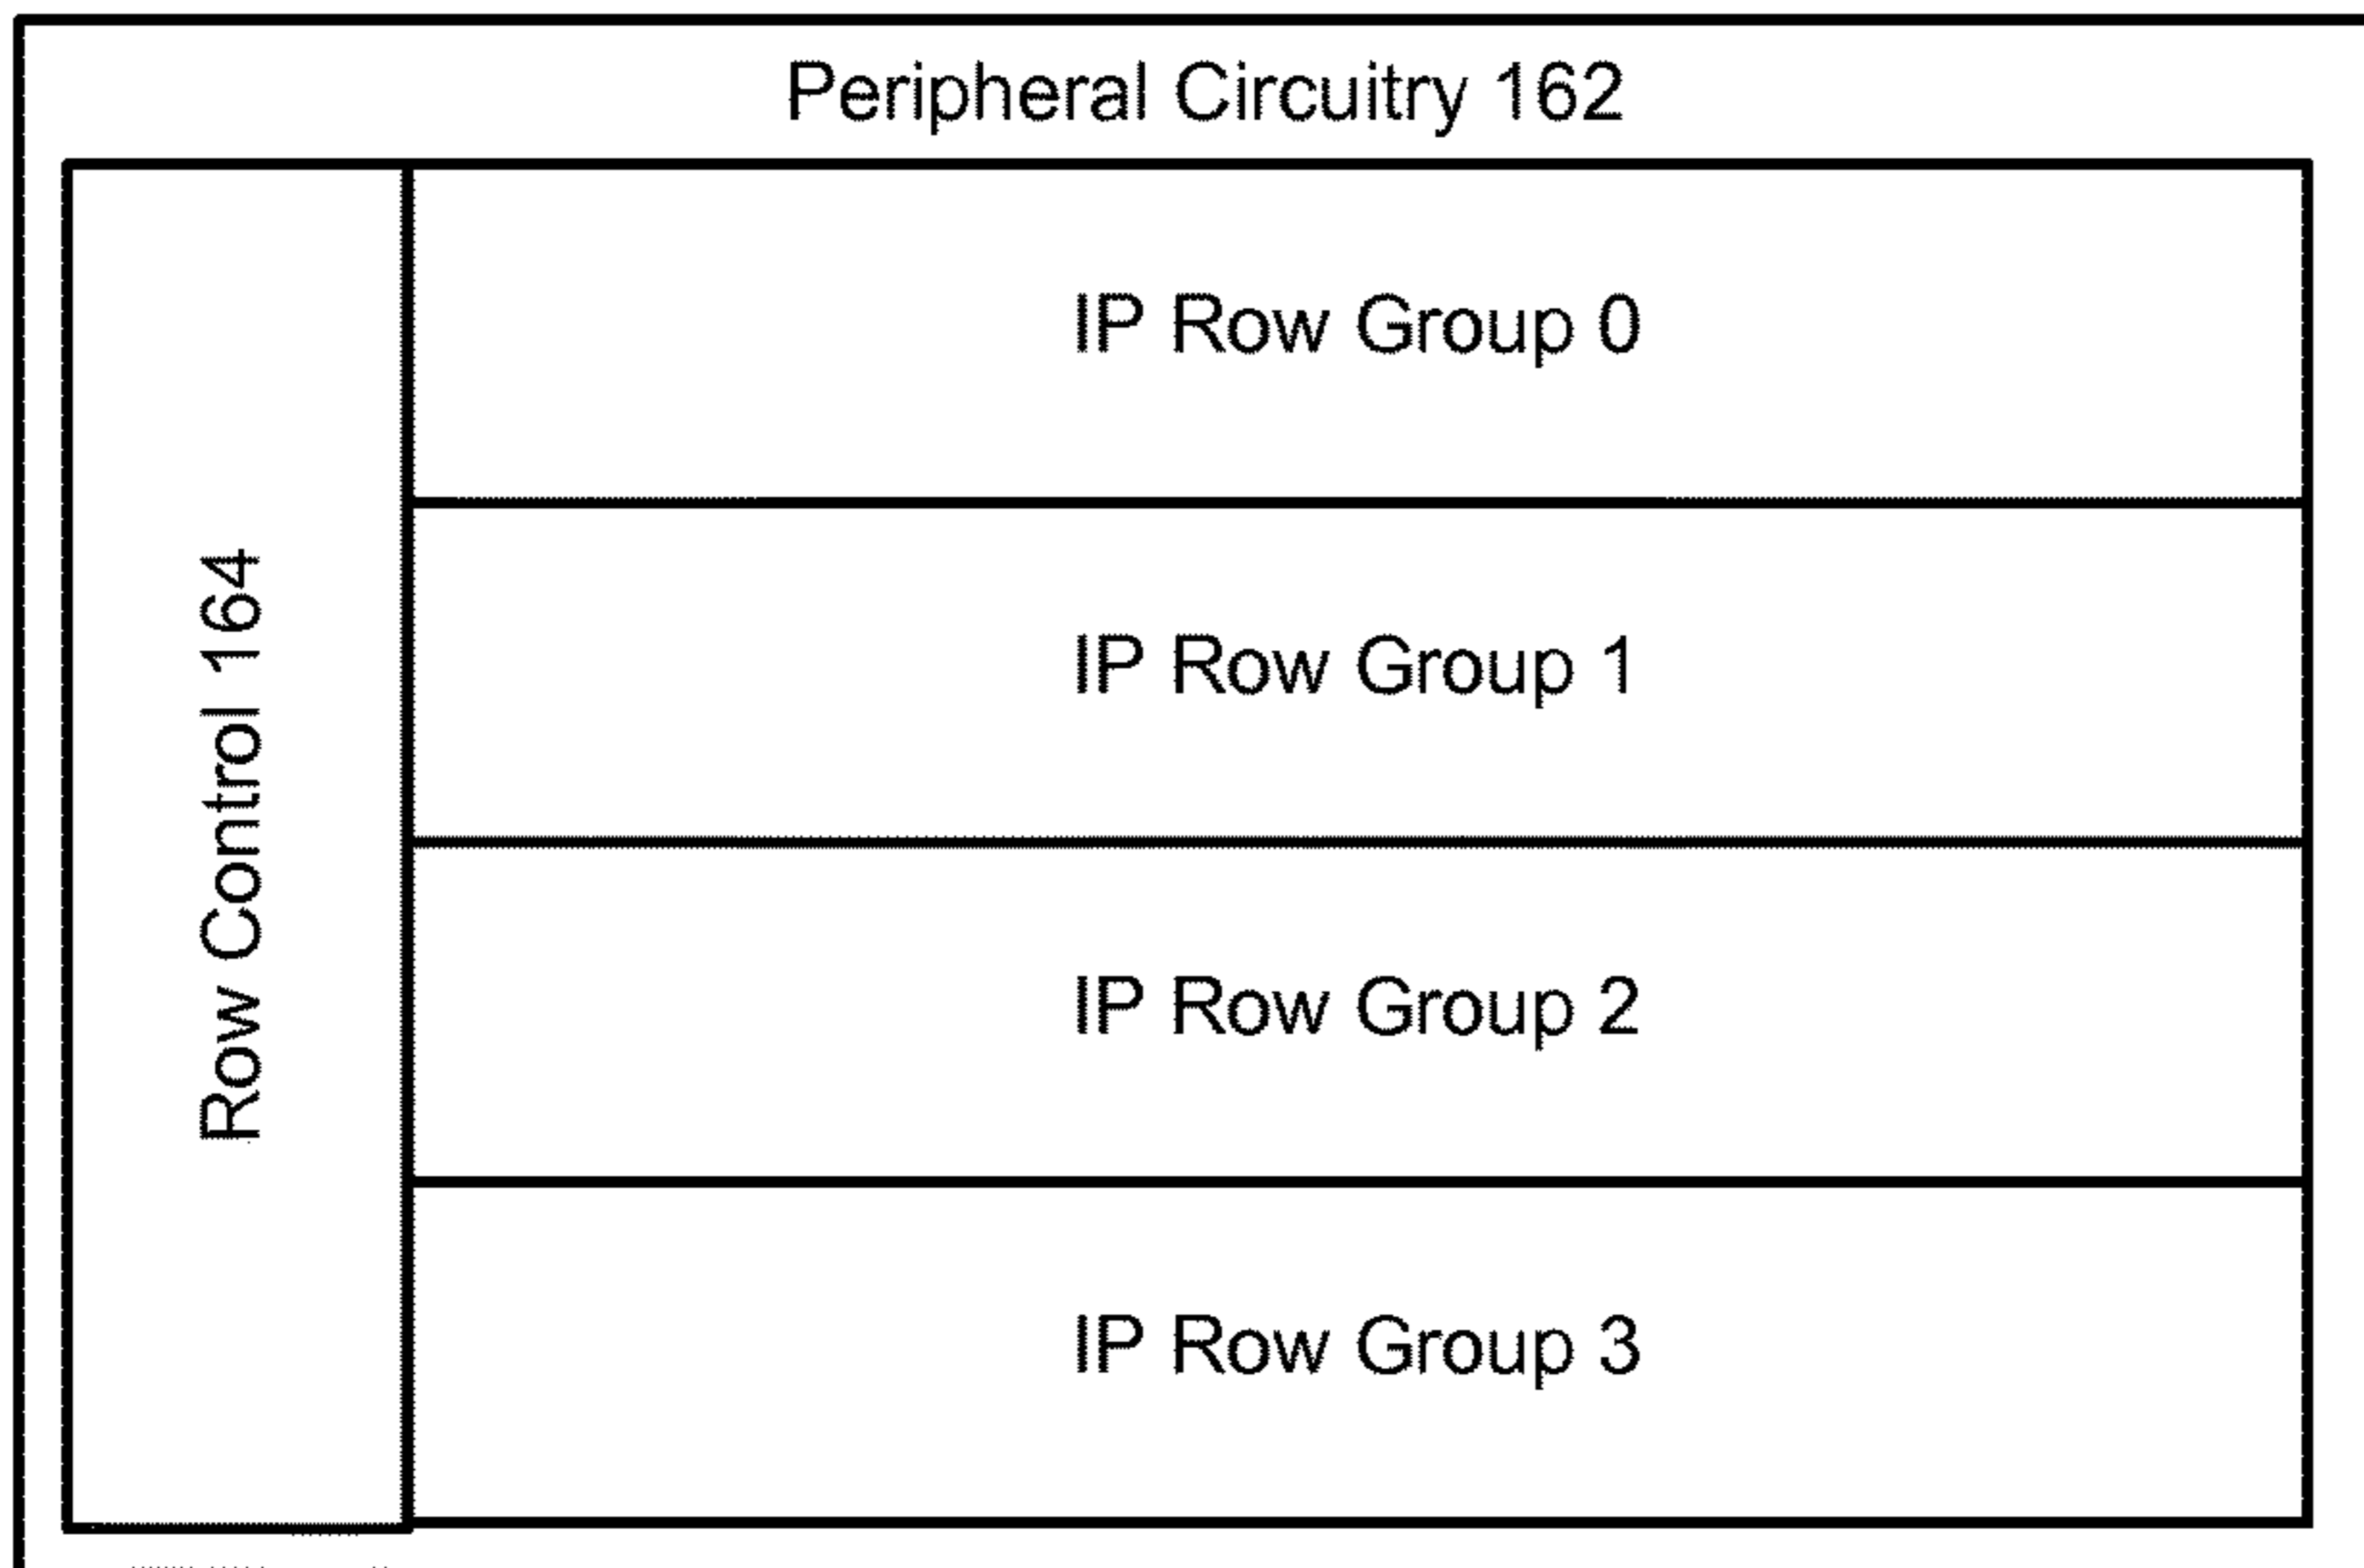 Peripheral Circuitry 162
Row Control 164
IP Row Group 0
IP Row Group 1
IP Row Group 2
IP Row Group 3